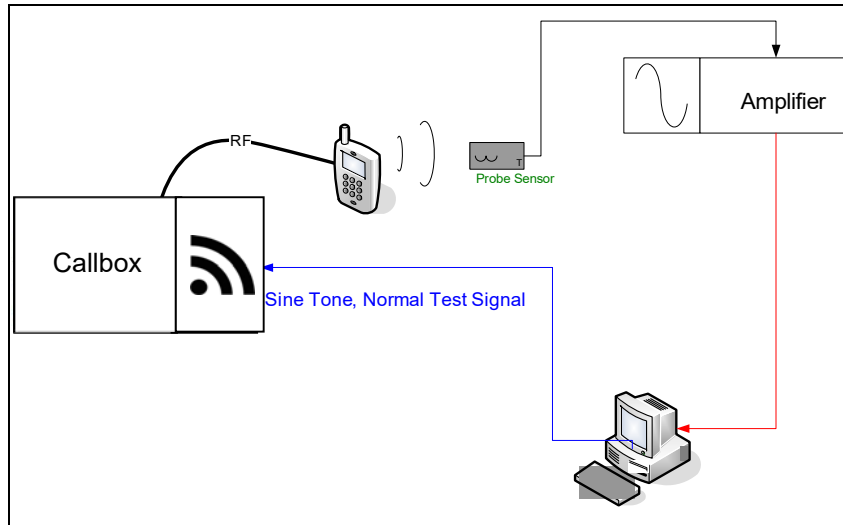 RF
Amplifier
T
Probe Sensor
Callbox
Sine Tone, Normal Test Signal